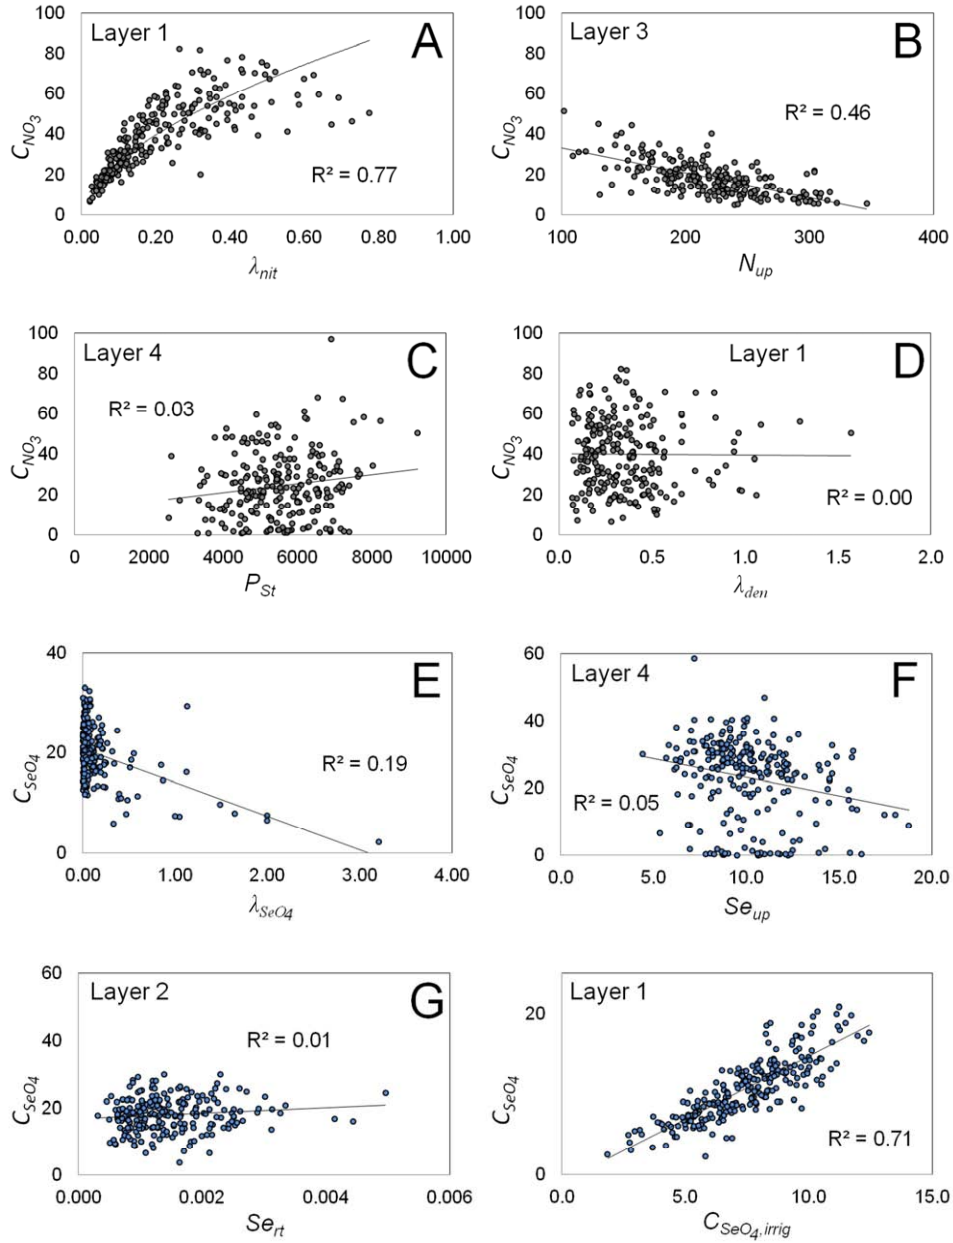 Layer 1
A
R² = 0.77
C_NO₃
100
80
60
40
20
0
0.00 0.20 0.40 0.60 0.80 1.00
λ_nit
Layer 3
B
R² = 0.46
C_NO₃
100
80
60
40
20
0
100 200 300 400
N_up
Layer 4
C
R² = 0.03
C_NO₃
100
80
60
40
20
0
0 2000 4000 6000 8000 10000
P_St
Layer 1
D
R² = 0.00
C_NO₃
100
80
60
40
20
0
0.0 0.5 1.0 1.5 2.0
λ_den
E
R² = 0.19
C_SeO₄
40
20
0
0.00 1.00 2.00 3.00 4.00
λ_SeO₄
Layer 4
F
R² = 0.05
C_SeO₄
60
40
20
0
0.0 5.0 10.0 15.0 20.0
Se_up
Layer 2
G
R² = 0.01
C_SeO₄
60
40
20
0
0.000 0.002 0.004 0.006
Se_rt
Layer 1
R² = 0.71
C_SeO₄
20
0
0.0 5.0 10.0 15.0
C_SeO₄,irrig